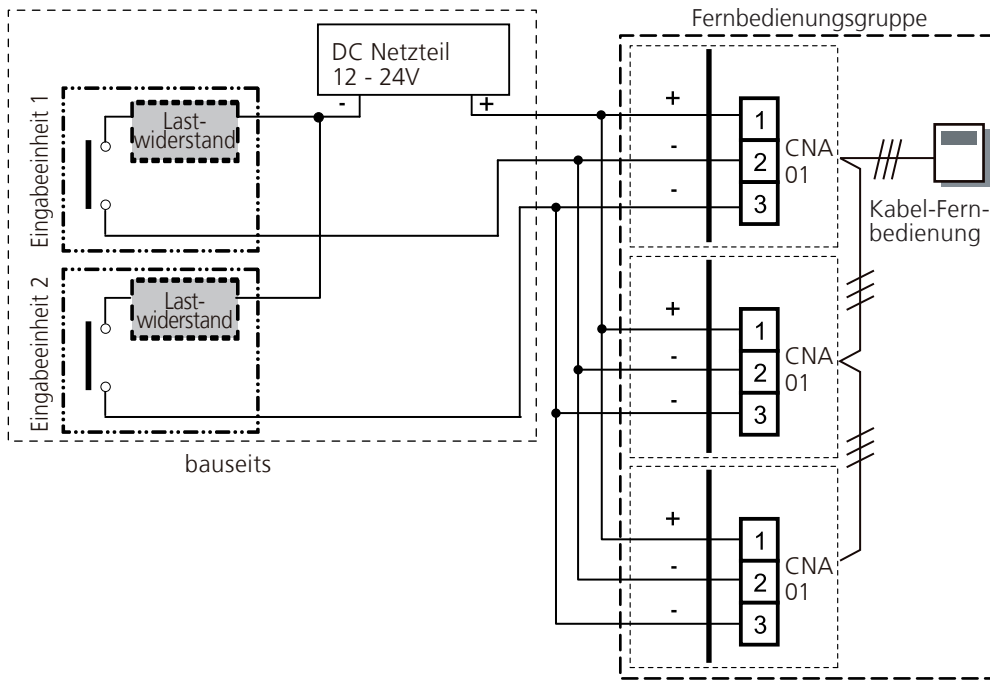 Fernbedienungsgruppe
DC Netzteil
12 - 24V
- +
Eingabeeinheit 1
Last-
widerstand
Eingabeeinheit 2
Last-
widerstand
bauseits
+ 1
- 2
- 3
CNA
01
Kabel-Fern-
bedienung
+ 1
- 2
- 3
CNA
01
+ 1
- 2
- 3
CNA
01